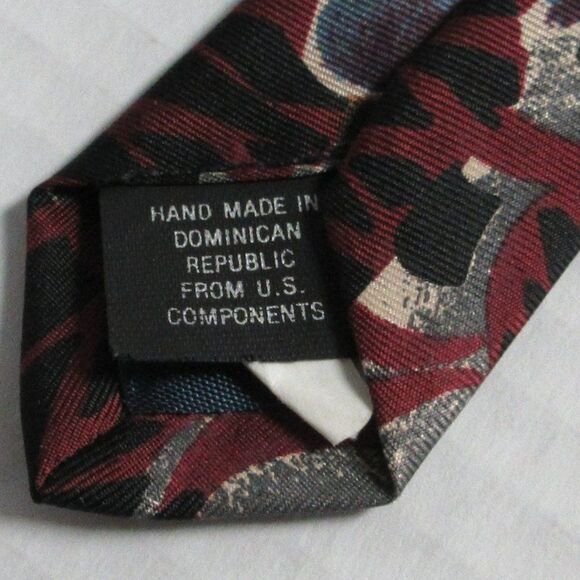 HAND MADE IN
DOMINICAN
REPUBLIC
FROM U.S.
COMPONENTS